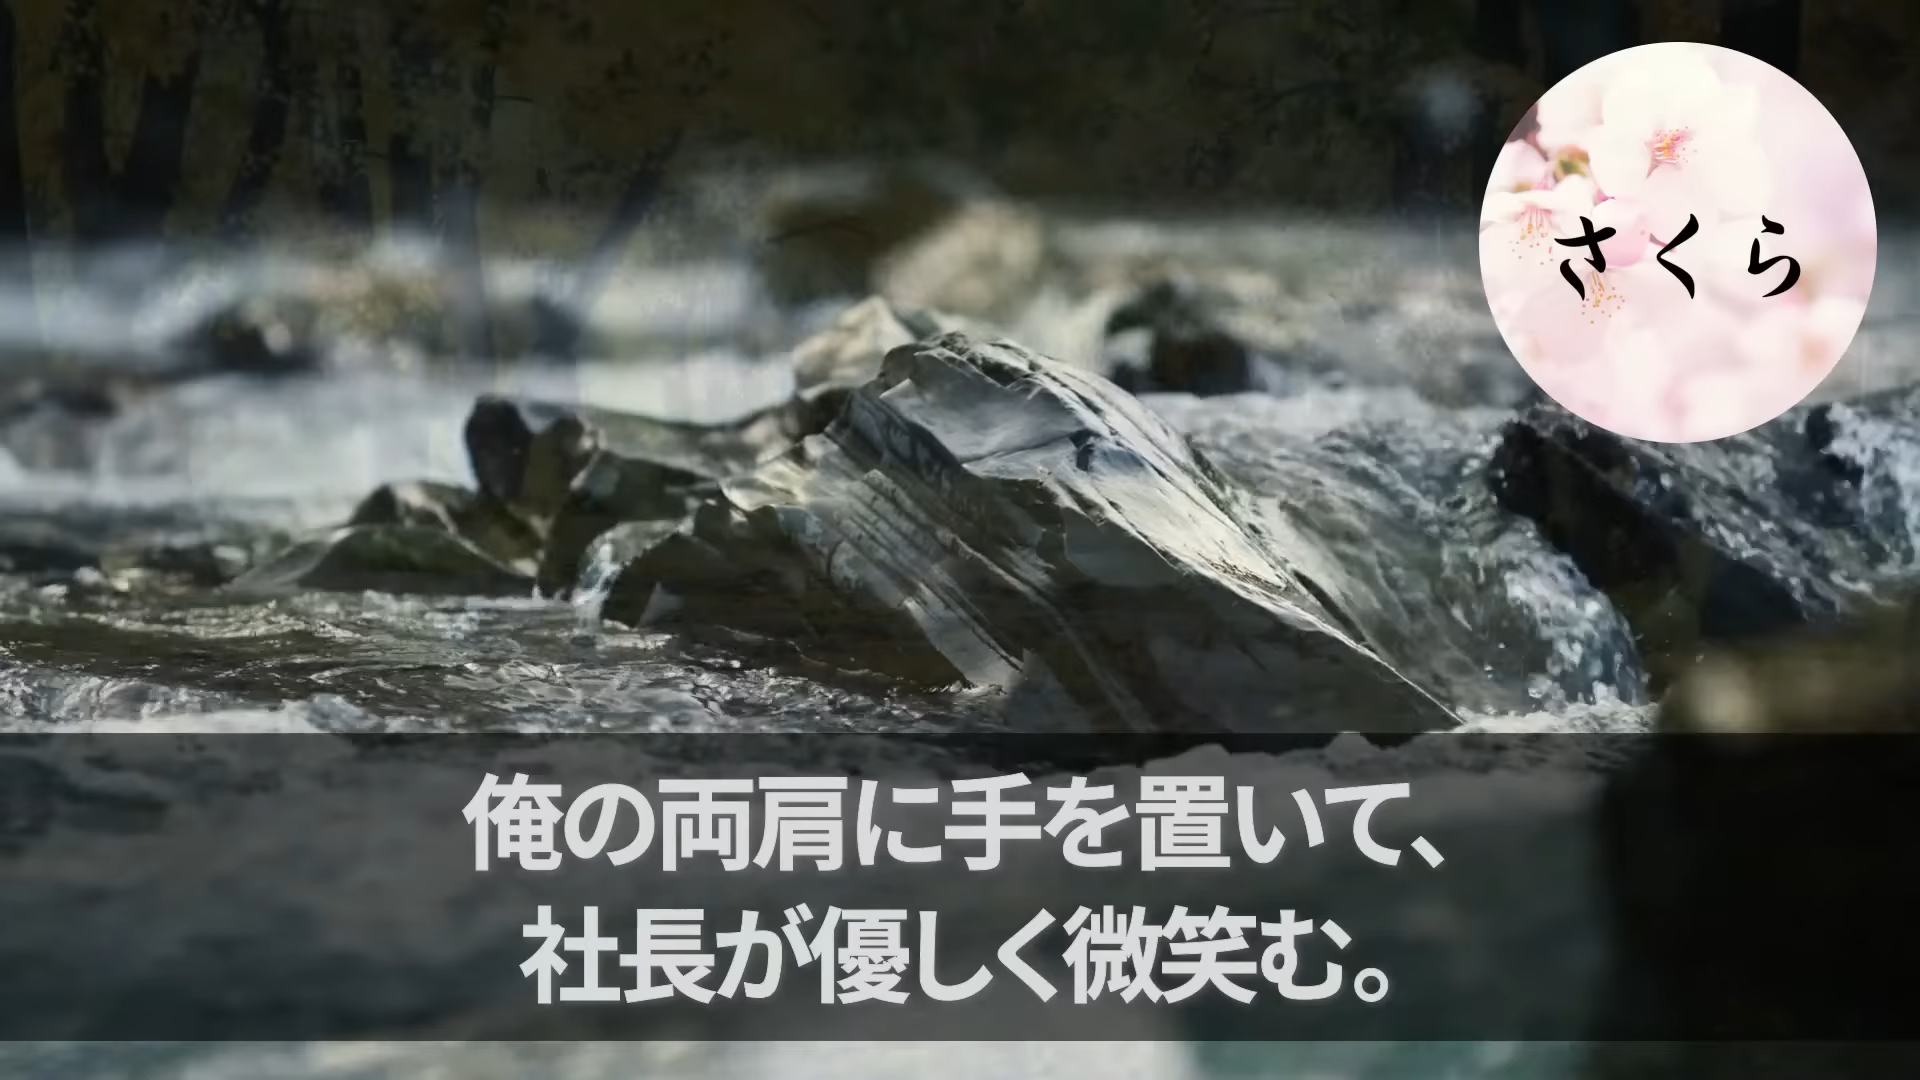 さくら
俺の両肩に手を置いて、
社長が優しく微笑む。